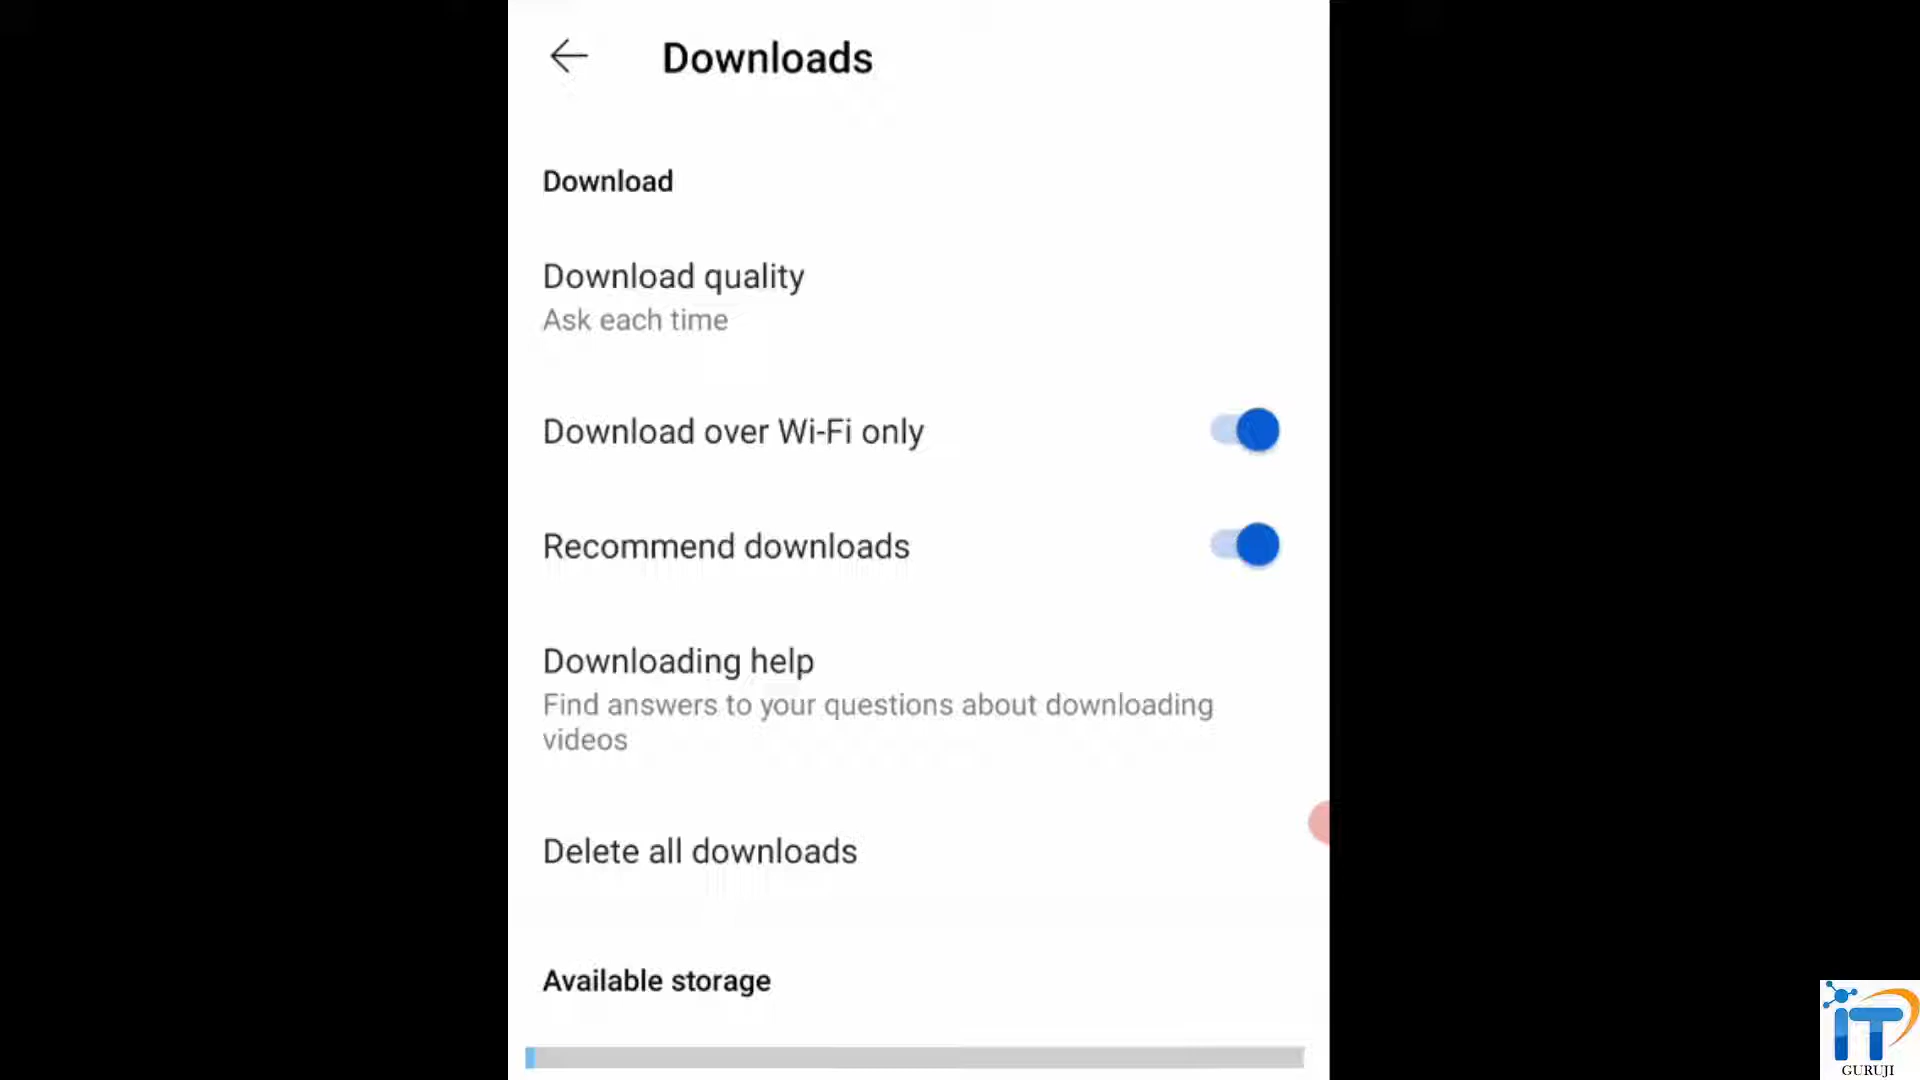 Downloads
Download
Download quality
Ask each time
Download over Wi-Fi only
Recommend downloads
Downloading help
Find answers to your questions about downloading
videos
Delete all downloads
Available storage
iT
GURUJI